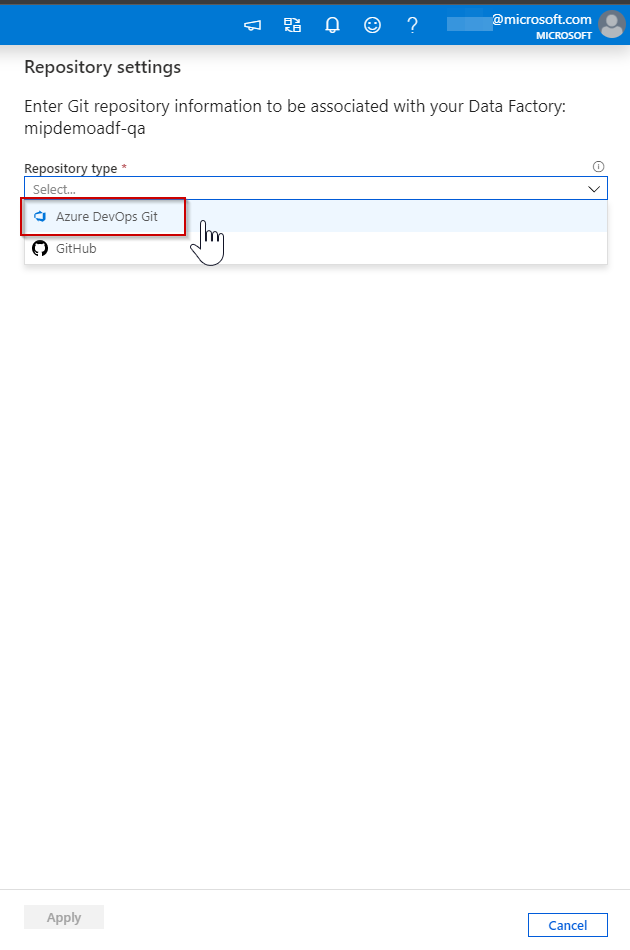 @microsoft.com
MICROSOFT
Repository settings
Enter Git repository information to be associated with your Data Factory:
mipdemoadf-qa
Repository type *
Select...
Azure DevOps Git
GitHub
Apply
Cancel